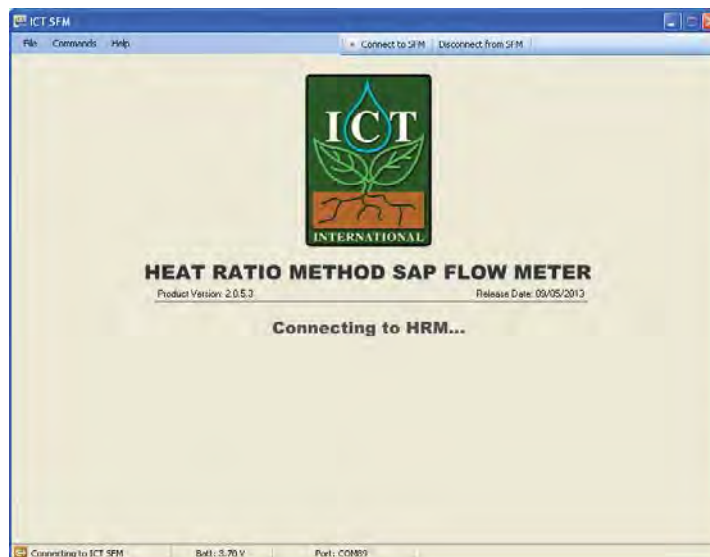 ICT SFM
File Commands Help Connect to SFM Disconnect from SFM
ICT
INTERNATIONAL
HEAT RATIO METHOD SAP FLOW METER
Product Version: 2.0.5.3 Release Date: 09/05/2013
Connecting to HRM...
Connecting to ICT SFM Batt: 3.70 V Port: COM89